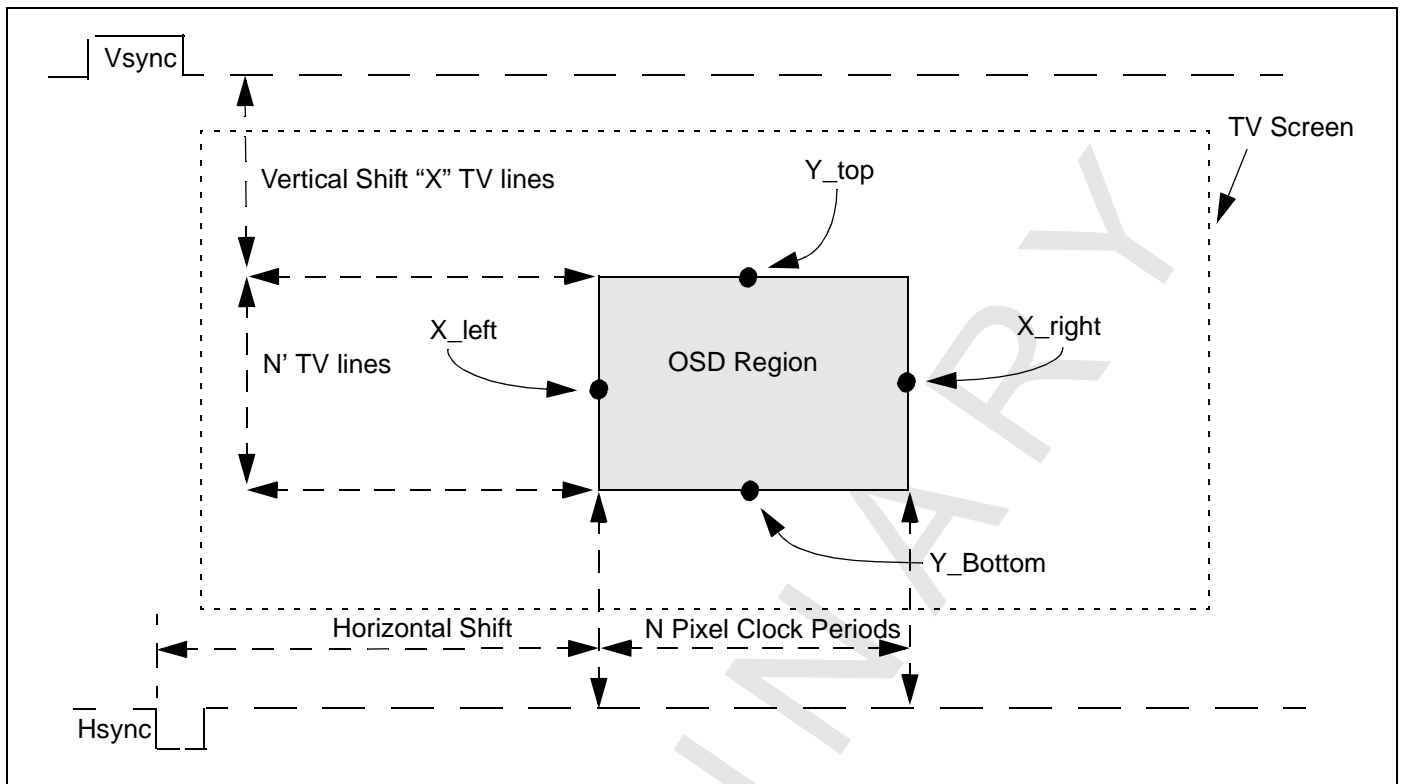 Vsync
TV Screen
Vertical Shift “X” TV lines
Y_top
X_left
X_right
N’ TV lines
OSD Region
Y_Bottom
Horizontal Shift
N Pixel Clock Periods
Hsync
I N A R Y